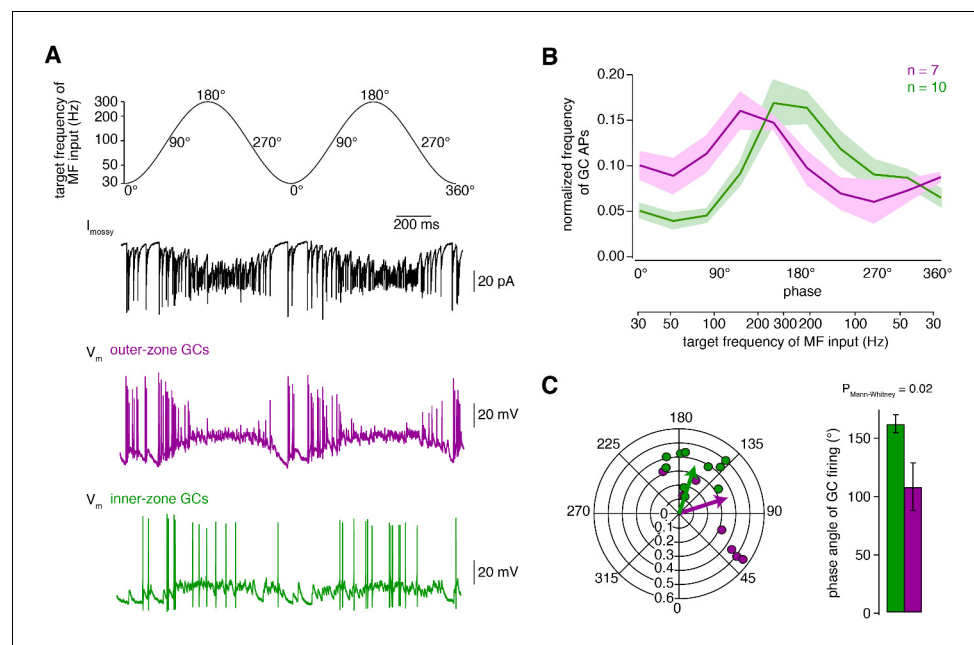 A
target frequency of
MF input (Hz)
300
200
100
50
30
180°
180°
90°
270°
90°
270°
0°
0°
360°
200 ms
Imossy
20 pA
Vm outer-zone GCs
20 mV
Vm inner-zone GCs
20 mV
B
n = 7
n = 10
normalized frequency
of GC APs
0.20
0.15
0.10
0.05
0.00
0° 90° 180° 270° 360°
phase
30 50 100 200 300 200 100 50 30
target frequency of MF input (Hz)
C
180
225
135
270
90
315
45
0
0
0.1
0.2
0.3
0.4
0.5
0.6
PMann-Whitney = 0.02
phase angle of GC firing (°)
150
100
50
0